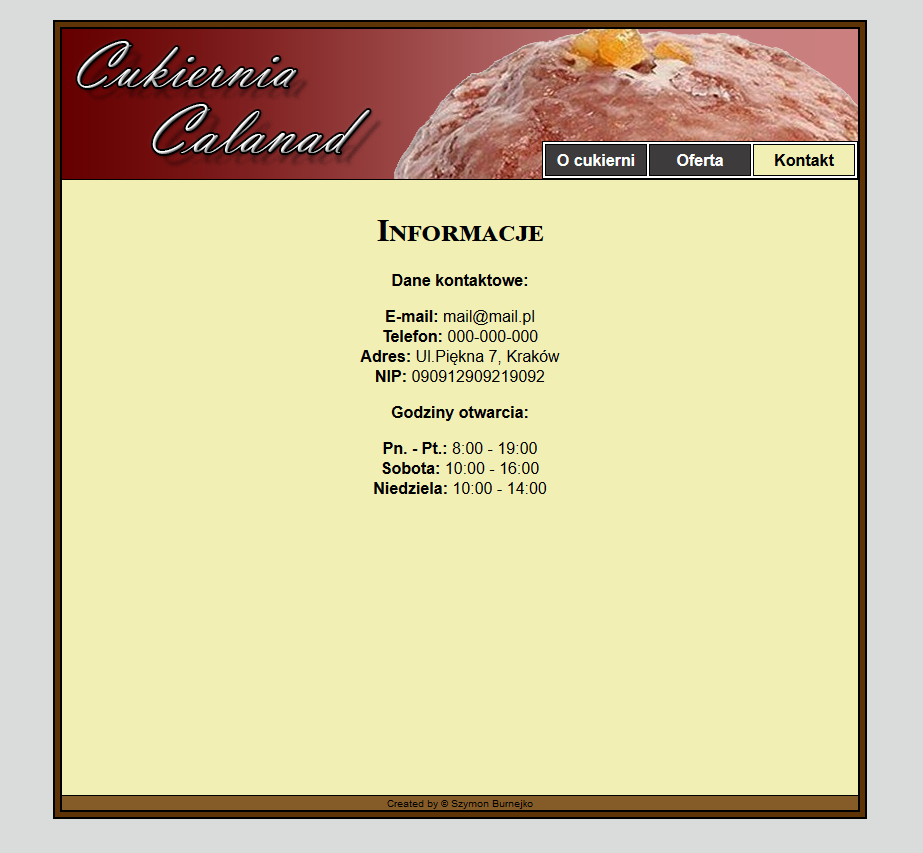 Cukiernia
Calanad
O cukierni Oferta Kontakt
Informacje
Dane kontaktowe:
E-mail: mail@mail.pl
Telefon: 000-000-000
Adres: Ul.Piękna 7, Kraków
NIP: 090912909219092
Godziny otwarcia:
Pn. - Pt.: 8:00 - 19:00
Sobota: 10:00 - 16:00
Niedziela: 10:00 - 14:00
Created by © Szymon Burnejko